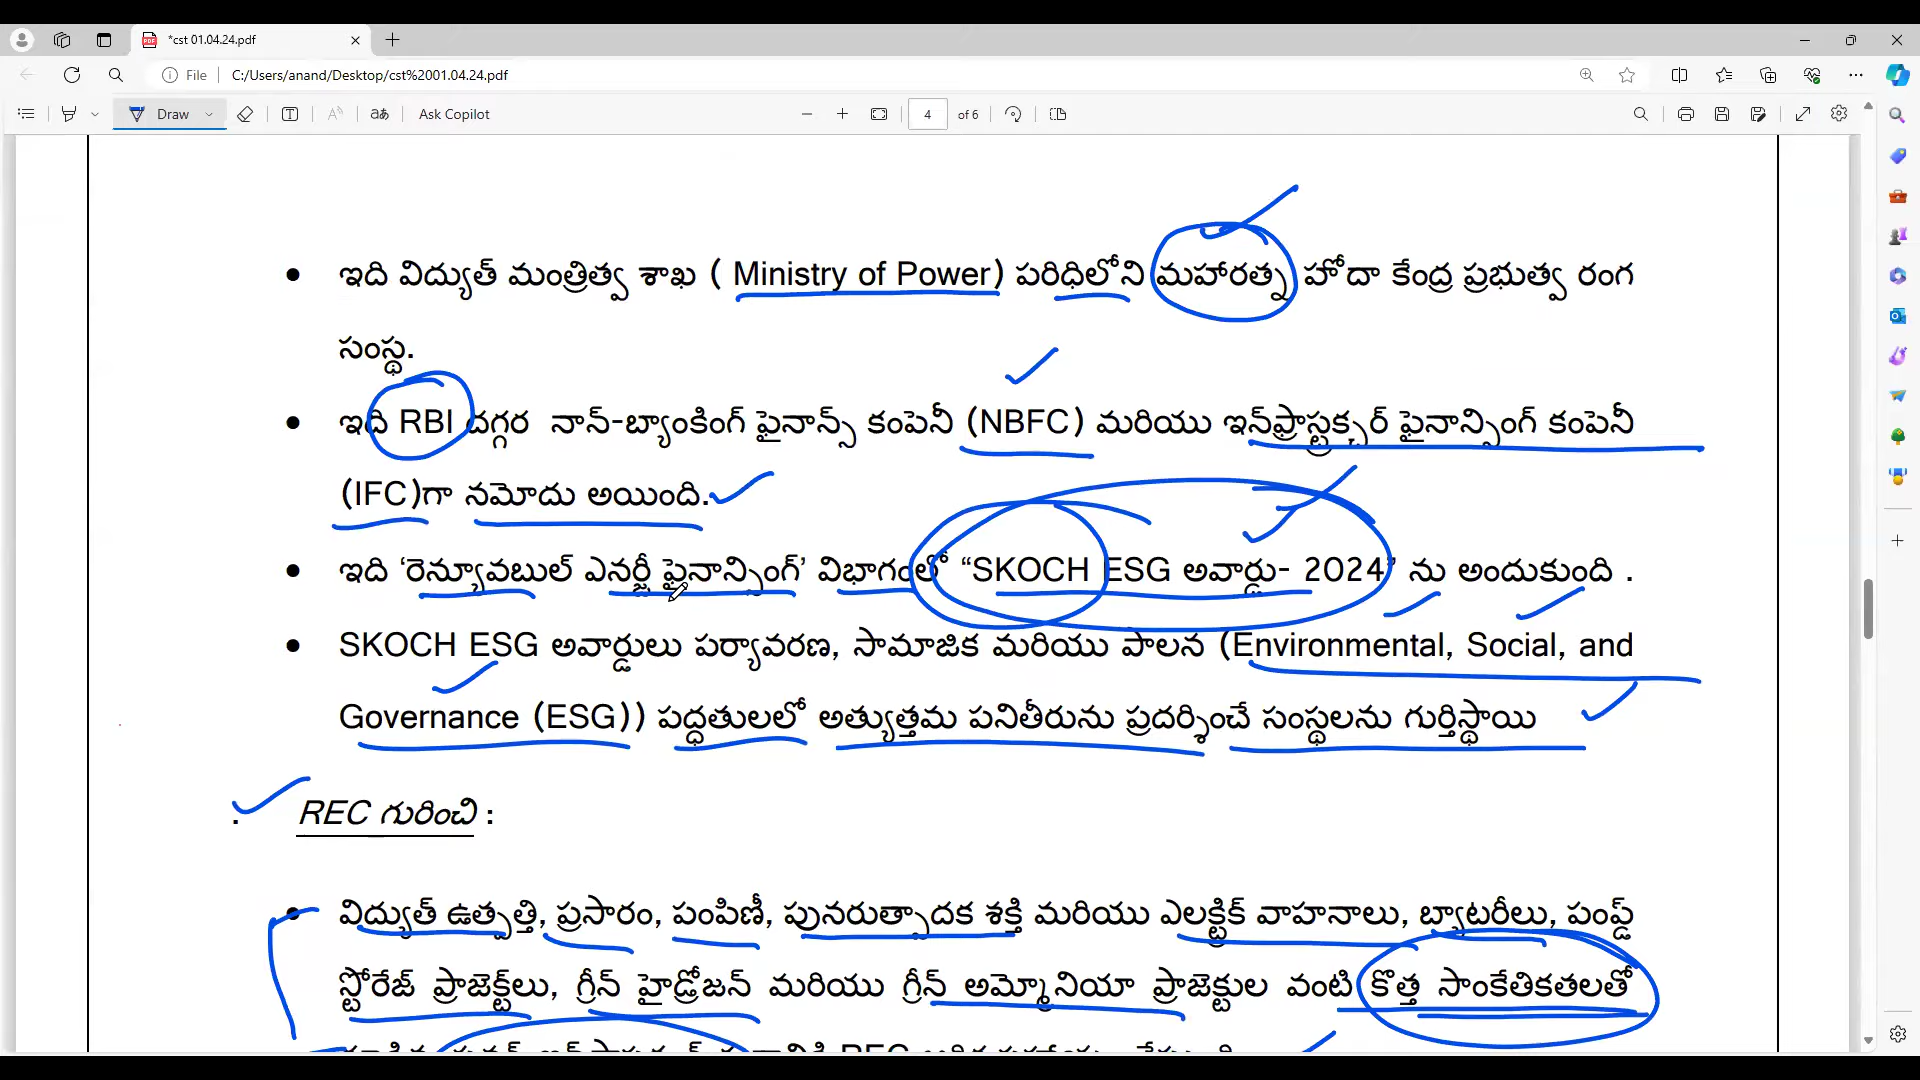 *cst 01.04.24.pdf
File C:/Users/anand/Desktop/cst%2001.04.24.pdf
Draw aあ Ask Copilot 4 of 6
• ఇది విద్యుత్ మంత్రిత్వ శాఖ ( Ministry of Power) పరిధిలోని మహారత్న హోదా కేంద్ర ప్రభుత్వ రంగ
సంస్థ.
• ఇది RBI దగ్గర నాన్-బ్యాంకింగ్ ఫైనాన్స్ కంపెనీ (NBFC) మరియు ఇన్‌ఫ్రాస్టక్చర్ ఫైనాన్సింగ్ కంపెనీ
(IFC)గా నమోదు అయింది.
• ఇది ‘రెన్యూవబుల్ ఎనర్జీ ఫైనాన్సింగ్’ విభాగంలో “SKOCH ESG అవార్డు- 2024” ను అందుకుంది .
• SKOCH ESG అవార్డులు పర్యావరణ, సామాజిక మరియు పాలన (Environmental, Social, and
Governance (ESG)) పద్ధతులలో అత్యుత్తమ పనితీరును ప్రదర్శించే సంస్థలను గుర్తిస్థాయి
. REC గురించి :
• విద్యుత్ ఉత్పత్తి, ప్రసారం, పంపిణీ, పునరుత్పాదక శక్తి మరియు ఎలక్ట్రిక్ వాహనాలు, బ్యాటరీలు, పంప్డ్
స్టోరేజ్ ప్రాజెక్ట్‌లు, గ్రీన్ హైడ్రోజన్ మరియు గ్రీన్ అమ్మోనియా ప్రాజెక్టుల వంటి కొత్త సాంకేతికతలతో
REC